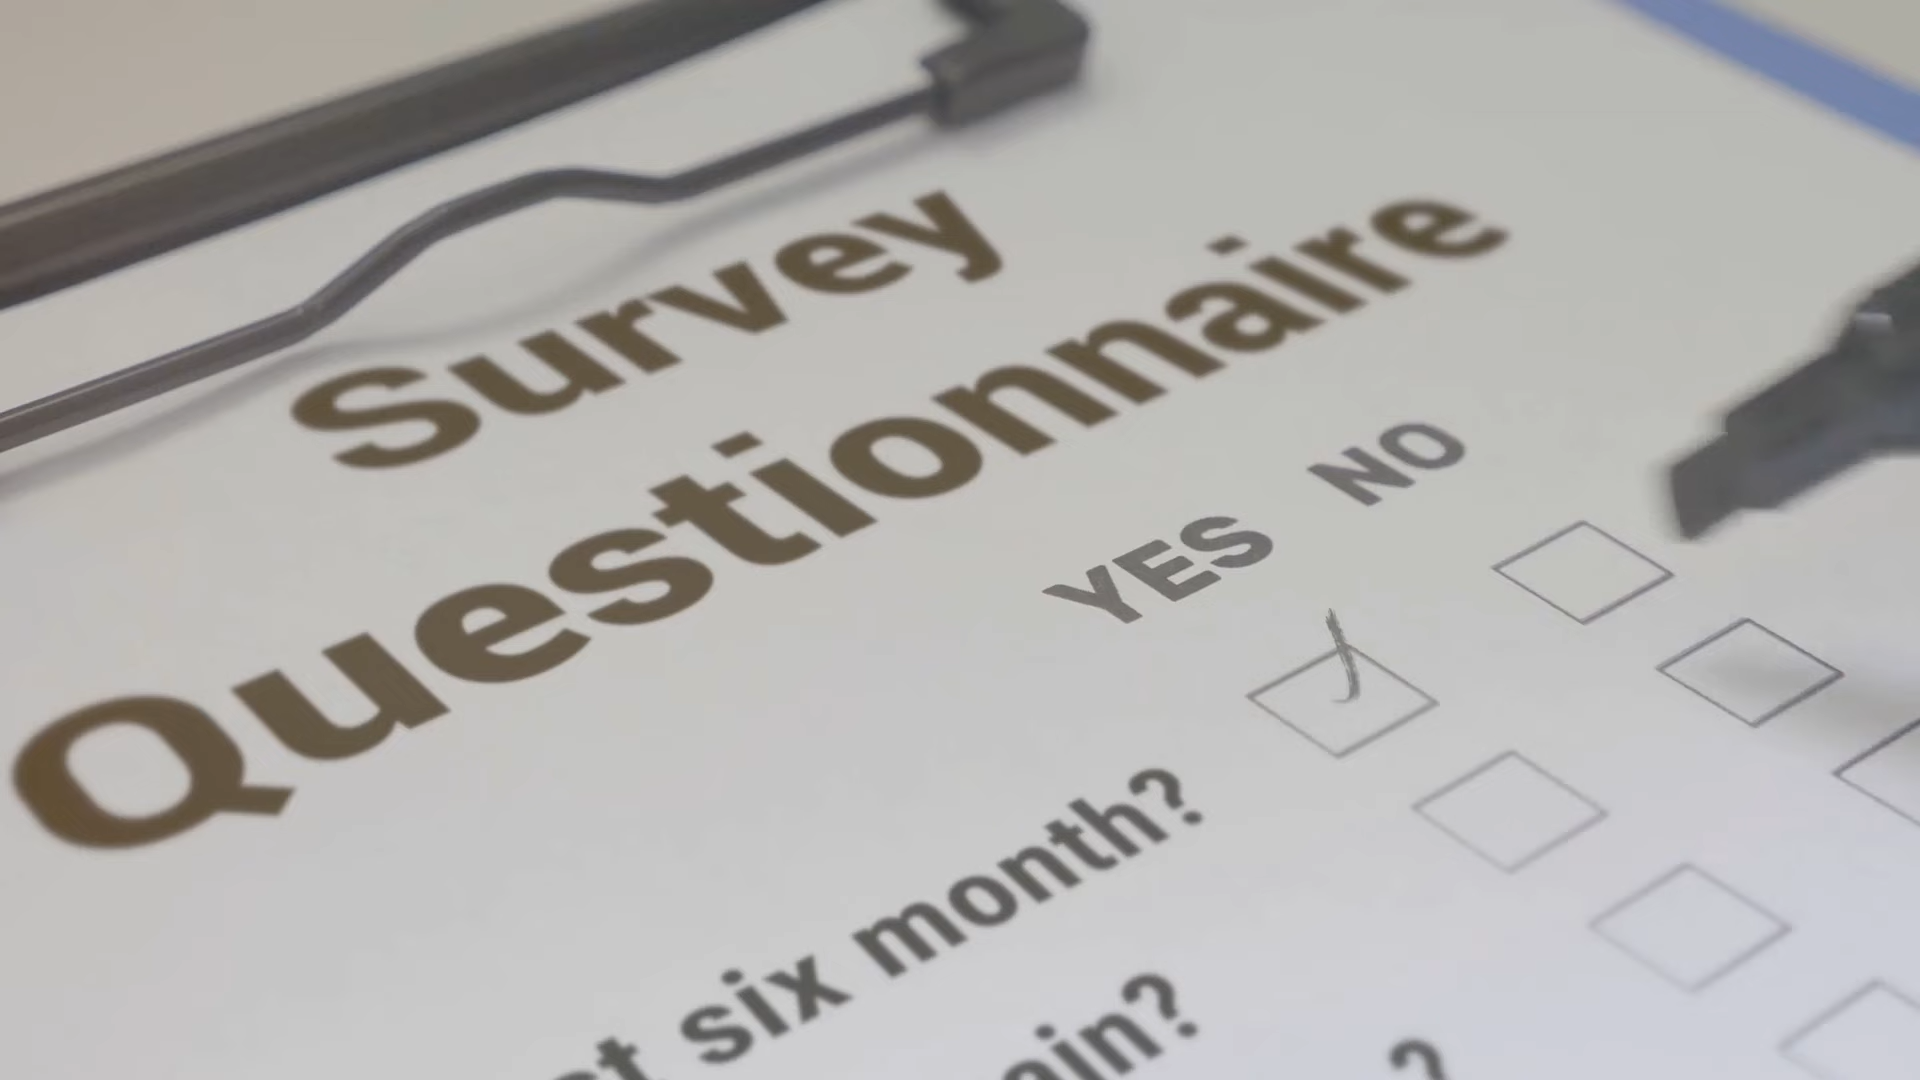 Survey
Questionnaire
YES NO
six month?
?